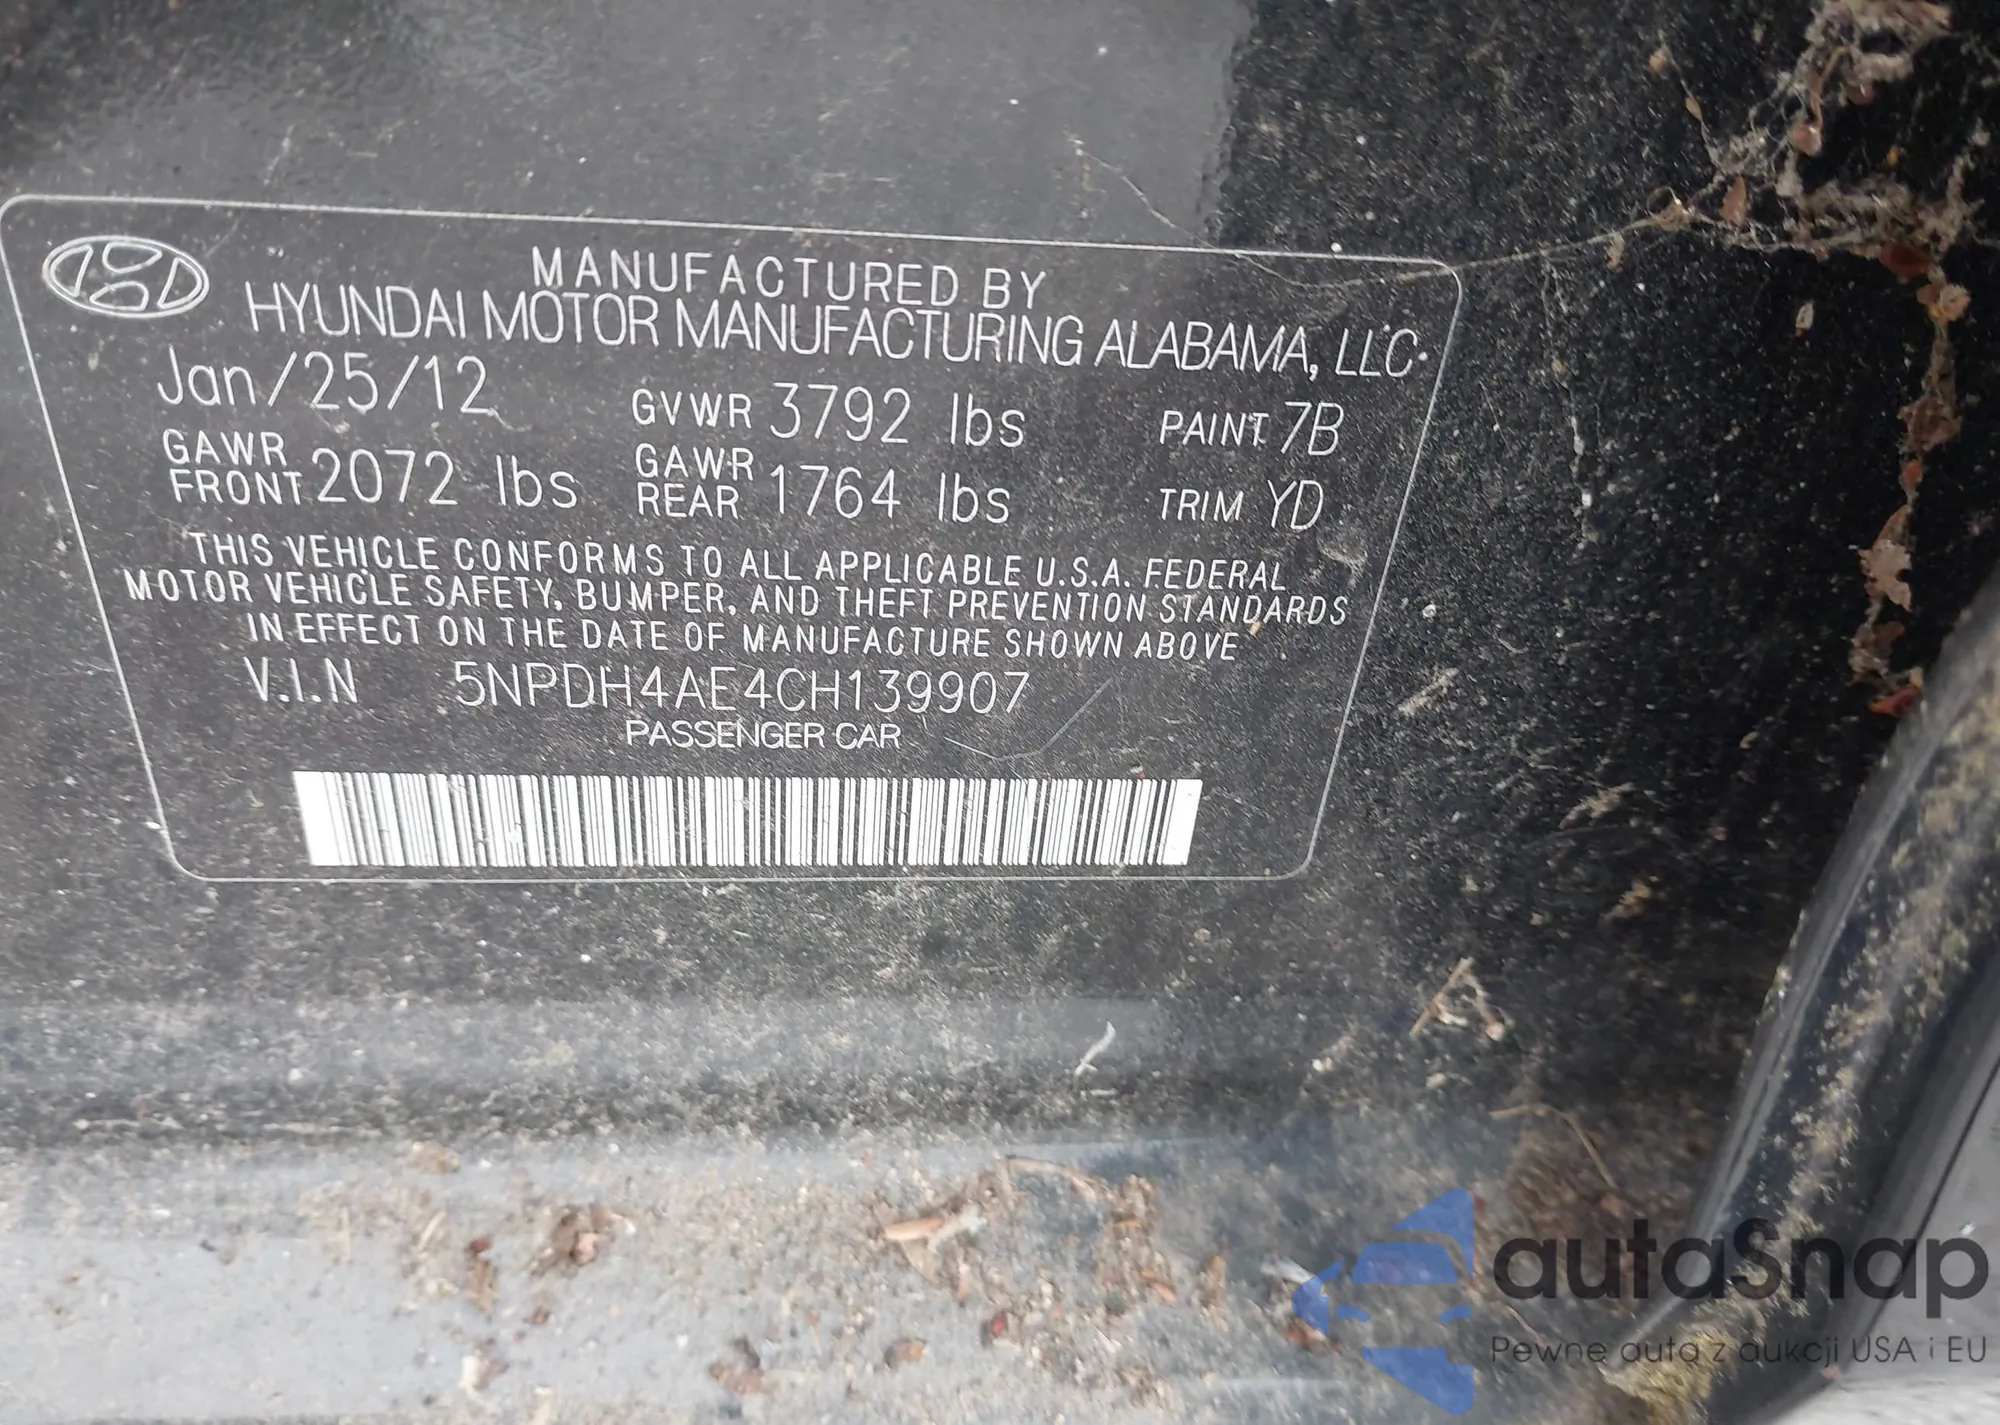 MANUFACTURED BY
HYUNDAI MOTOR MANUFACTURING ALABAMA, LLC
Jan/25/12 GVWR 3792 lbs PAINT 7B
GAWR FRONT 2072 lbs GAWR REAR 1764 lbs TRIM YD
THIS VEHICLE CONFORMS TO ALL APPLICABLE U.S.A. FEDERAL
MOTOR VEHICLE SAFETY, BUMPER, AND THEFT PREVENTION STANDARDS
IN EFFECT ON THE DATE OF MANUFACTURE SHOWN ABOVE
V.I.N 5NPDH4AE4CH139907
PASSENGER CAR
autaSnap
Pewne auta z aukcji USA i EU